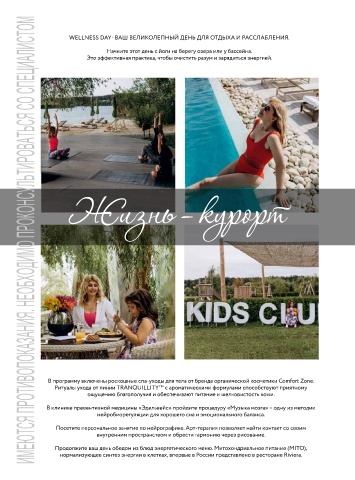 WELLNESS DAY- ВАШ ВЕЛИКОЛЕПНЫЙ ДЕНЬ ДЛЯ ОТДЫХА И РАССЛАБЛЕНИЯ.
Начните этот день с йоги на берегу озера или у бассейна.
Это эффективная практика, чтобы очистить разум и зарядиться энергией.
Жизнь – курорт
KIDS CLU
В программу включены роскошные спа-уходы для тела от бренда органической косметики Comfort Zone.
Ритуалы ухода от линии TRANQUILLITY™ с ароматическими формулами способствуют приятному
ощущению благополучия и обеспечивают питание и шелковистость кожи.
В клинике превентивной медицины «Эдельвейс» пройдите процедуру «Музыка мозга» – одну из методик
нейробиорегуляции для хорошего сна и эмоционального баланса.
Посетите персональное занятие по нейрографике. Арт-терапия позволяет найти контакт со своим
внутренним пространством и обрести гармонию через рисование.
Продолжите ваш день обедом из блюд энергетического меню. Митохондриальное питание (МITO),
нормализующее синтез энергии в клетках, впервые в России представлено в ресторане Riviera.
ИМЕЮТСЯ ПРОТИВОПОКАЗАНИЯ. НЕОБХОДИМО ПРОКОНСУЛЬТИРОВАТЬСЯ СО СПЕЦИАЛИСТОМ